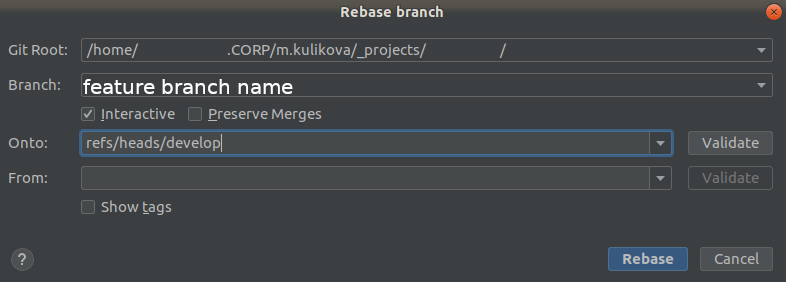 Rebase branch
Git Root: /home/ .CORP/m.kulikova/_projects/ /
Branch: feature branch name
Interactive Preserve Merges
Onto: refs/heads/develop Validate
From: Validate
Show tags
? Rebase Cancel